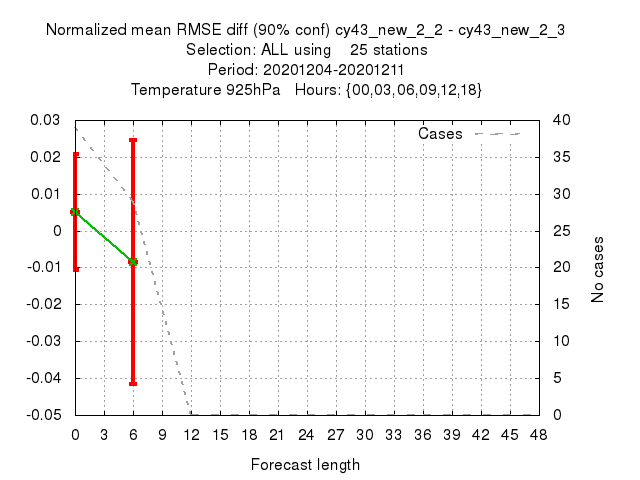 Normalized mean RMSE diff (90% conf) cy43_new_2_2 - cy43_new_2_3
Selection: ALL using    25 stations
Period: 20201204-20201211
Temperature 925hPa   Hours: {00,03,06,09,12,18}
Cases
0.03
0.02
0.01
0
-0.01
-0.02
-0.03
-0.04
-0.05
40
35
30
25
20
15
10
5
0
No cases
0 3 6 9 12 15 18 21 24 27 30 33 36 39 42 45 48
Forecast length